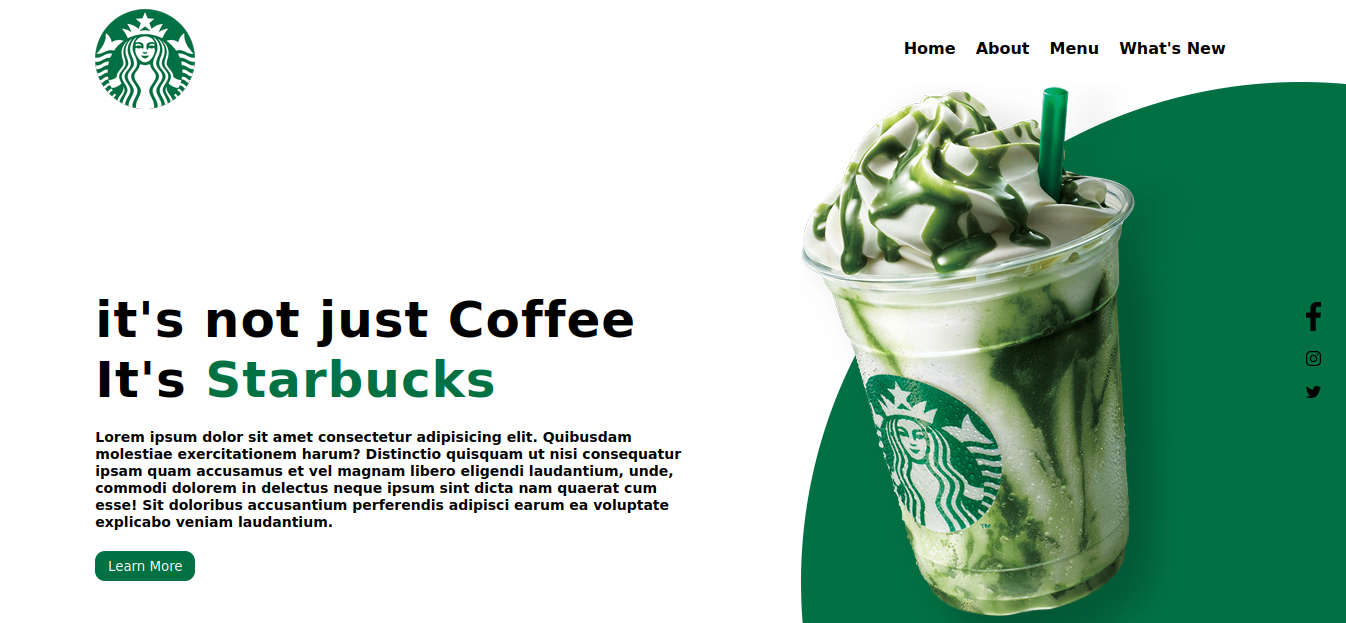 Home About Menu What's New
it's not just Coffee
It's Starbucks
Lorem ipsum dolor sit amet consectetur adipisicing elit. Quibusdam
molestiae exercitationem harum? Distinctio quisquam ut nisi consequatur
ipsam quam accusamus et vel magnam libero eligendi laudantium, unde,
commodi dolorem in delectus neque ipsum sint dicta nam quaerat cum
esse! Sit doloribus accusantium perferendis adipisci earum ea voluptate
explicabo veniam laudantium.
Learn More
TM